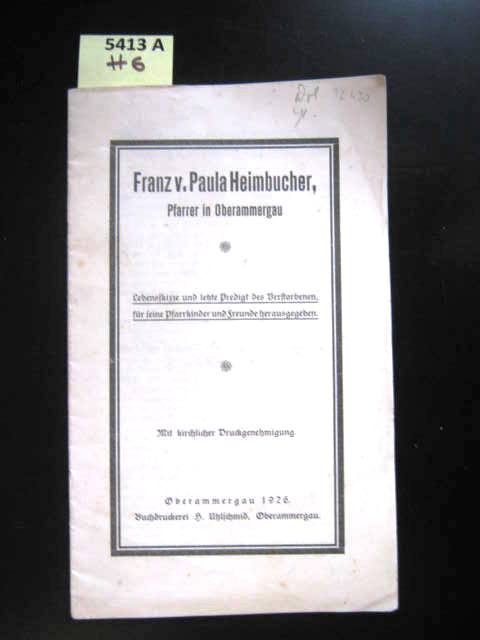 5413 A
#6
Franz v. Paula Heimbucher,
Pfarrer in Oberammergau
Lebensskizze und letzte Predigt des Verstorbenen,
für seine Pfarrkinder und Freunde herausgegeben.
Mit kirchlicher Druckgenehmigung.
Oberammergau 1926.
Buchdruckerei H. Uhlschmid, Oberammergau.